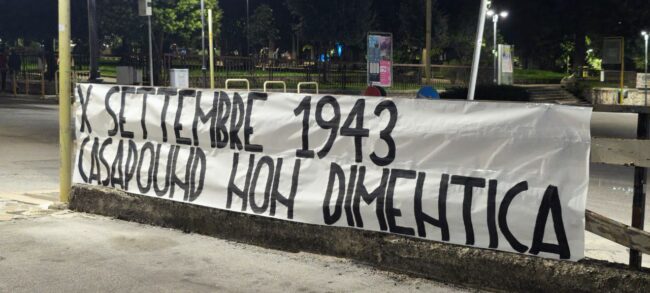 X SETTEMBRE 1943
CASAPOUND NON DIMENTICA